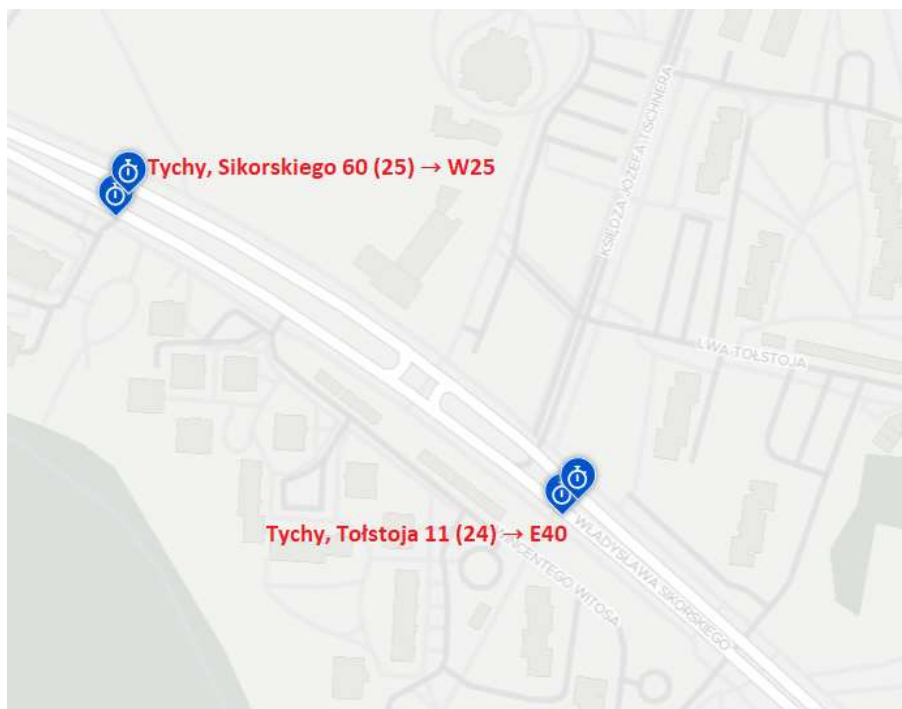 Tychy, Sikorskiego 60 (25) → W25
KSIĘDZA JÓZEFA TISCHNERA
LWA TOŁSTOJA
Tychy, Tołstoja 11 (24) → E40
WŁADYSŁAWA SIKORSKIEGO
WINCENTEGO WITOSA